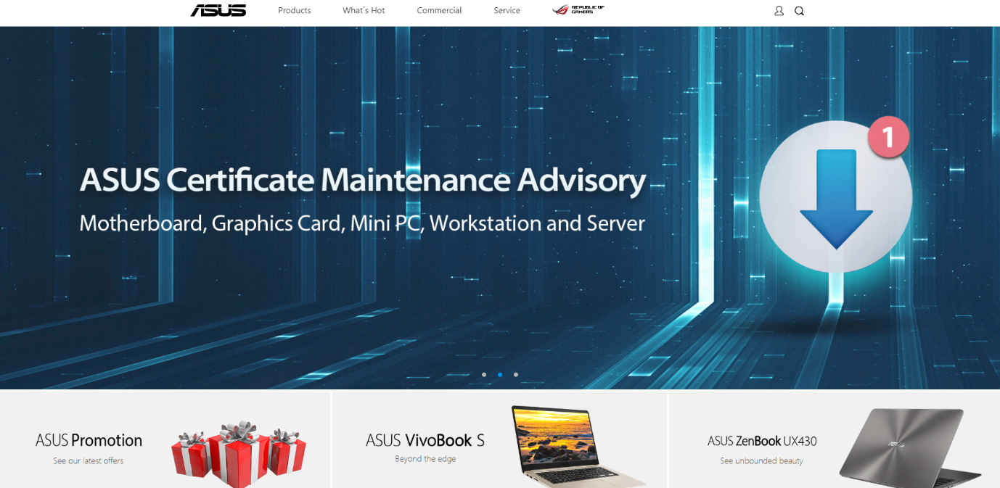 ASUS
Products
What´s Hot
Commercial
Service
REPUBLIC OF
GAMERS
1
ASUS Certificate Maintenance Advisory
Motherboard, Graphics Card, Mini PC, Workstation and Server
ASUS Promotion
See our latest offers
ASUS VivoBook S
Beyond the edge
ASUS ZenBook UX430
See unbounded beauty
ASUS